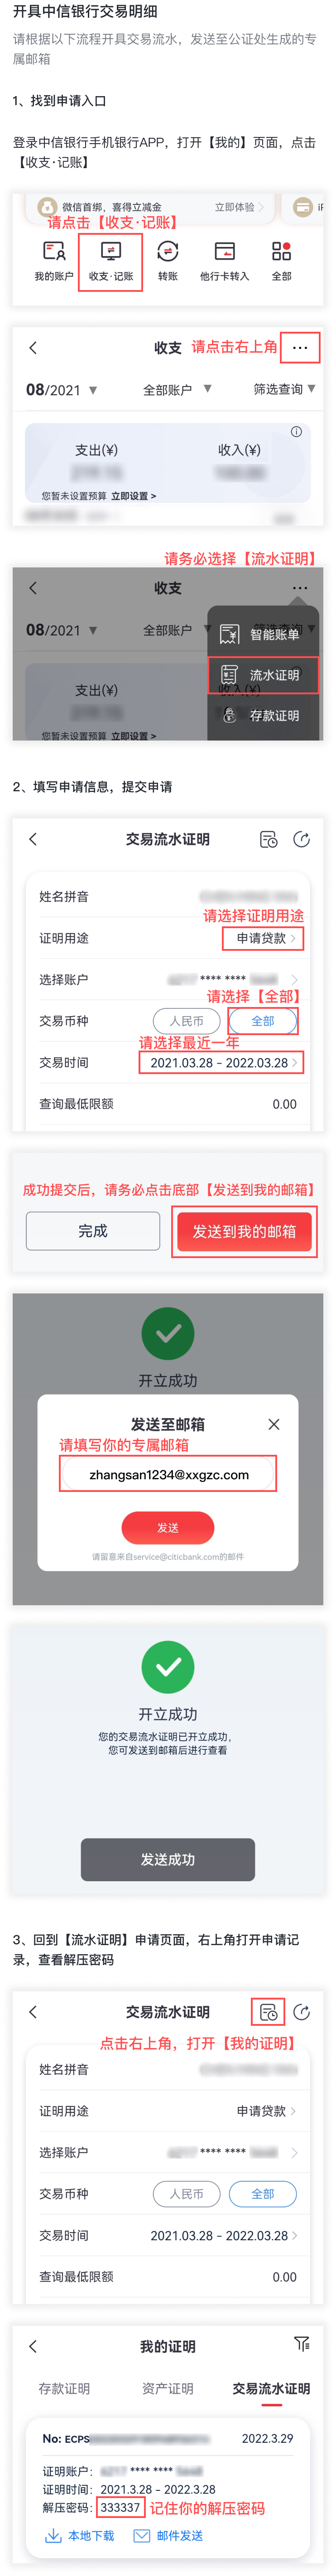 开具中信银行交易明细
请根据以下流程开具交易流水，发送至公证处生成的专
属邮箱
1、找到申请入口
登录中信银行手机银行APP，打开【我的】页面，点击
【收支·记账】
微信首绑，喜得立减金
立即体验
请点击【收支·记账】
我的账户
收支·记账
转账
他行卡转入
全部
收支
请点击右上角
08/2021
全部账户
筛选查询
支出(¥)
收入(¥)
您暂未设置预算 立即设置 >
请务必选择【流水证明】
收支
08/2021
全部账户
智能账单
流水证明
支出(¥)
收入(¥)
存款证明
您暂未设置预算 立即设置 >
2、填写申请信息，提交申请
交易流水证明
姓名拼音
请选择证明用途
证明用途
申请贷款
选择账户
**** ****
请选择【全部】
交易币种
人民币
全部
请选择最近一年
交易时间
2021.03.28 - 2022.03.28
查询最低限额
0.00
成功提交后，请务必点击底部【发送到我的邮箱】
完成
发送到我的邮箱
开立成功
发送至邮箱
请填写你的专属邮箱
zhangsan1234@xxgzc.com
发送
请留意来自service@citicbank.com的邮件
开立成功
您的交易流水证明已开立成功，
您可发送到邮箱后进行查看
发送成功
3、回到【流水证明】申请页面，右上角打开申请记
录，查看解压密码
交易流水证明
点击右上角，打开【我的证明】
姓名拼音
证明用途
申请贷款
选择账户
**** ****
交易币种
人民币
全部
交易时间
2021.03.28 - 2022.03.28
查询最低限额
0.00
我的证明
存款证明
资产证明
交易流水证明
No: ECPS
2022.3.29
证明账户：
**** ****
证明时间：2021.3.28 - 2022.3.28
解压密码：333337
记住你的解压密码
本地下载
邮件发送